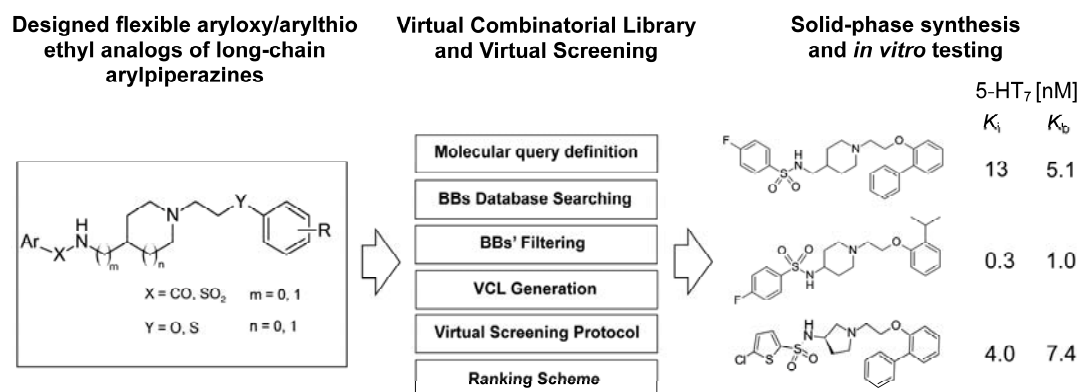 Designed flexible aryloxy/arylthio
ethyl analogs of long-chain
arylpiperazines
Virtual Combinatorial Library
and Virtual Screening
Solid-phase synthesis
and in vitro testing
5-HT7 [nM]
Ki
Kb
Ar
X
H
N
( )m
( )n
N
Y
R
X = CO, SO2 m = 0, 1
Y = O, S n = 0, 1
Molecular query definition
BBs Database Searching
BBs' Filtering
VCL Generation
Virtual Screening Protocol
Ranking Scheme
F
S
O
O
H
N
N
O
13 5.1
F
S
O
O
N
H
N
O
0.3 1.0
Cl
S
S
O
O
H
N
N
O
4.0 7.4